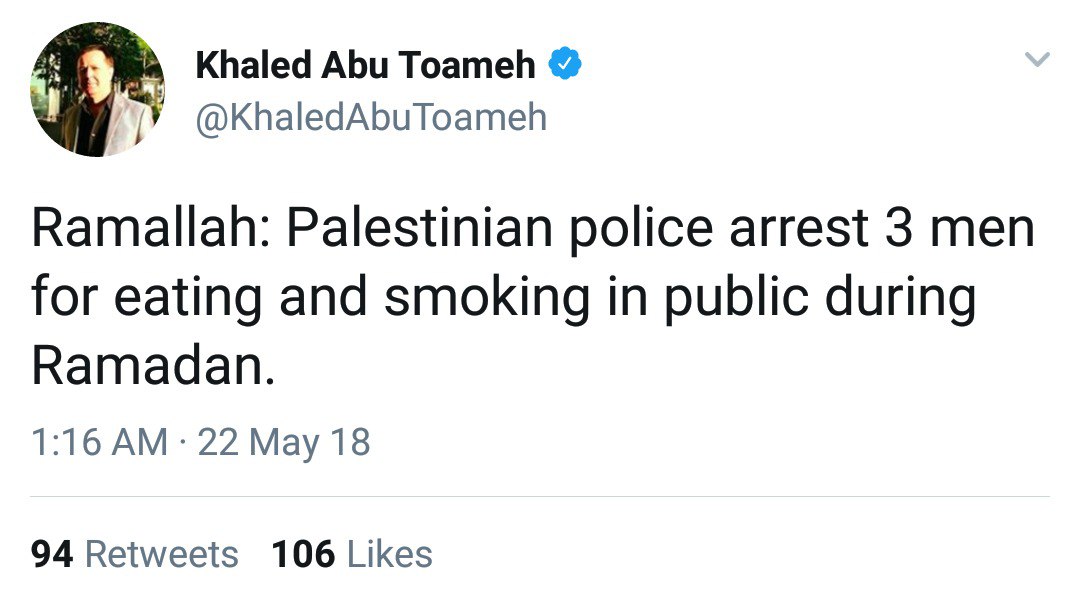 Khaled Abu Toameh
@KhaledAbuToameh
Ramallah: Palestinian police arrest 3 men
for eating and smoking in public during
Ramadan.
1:16 AM · 22 May 18
94 Retweets 106 Likes